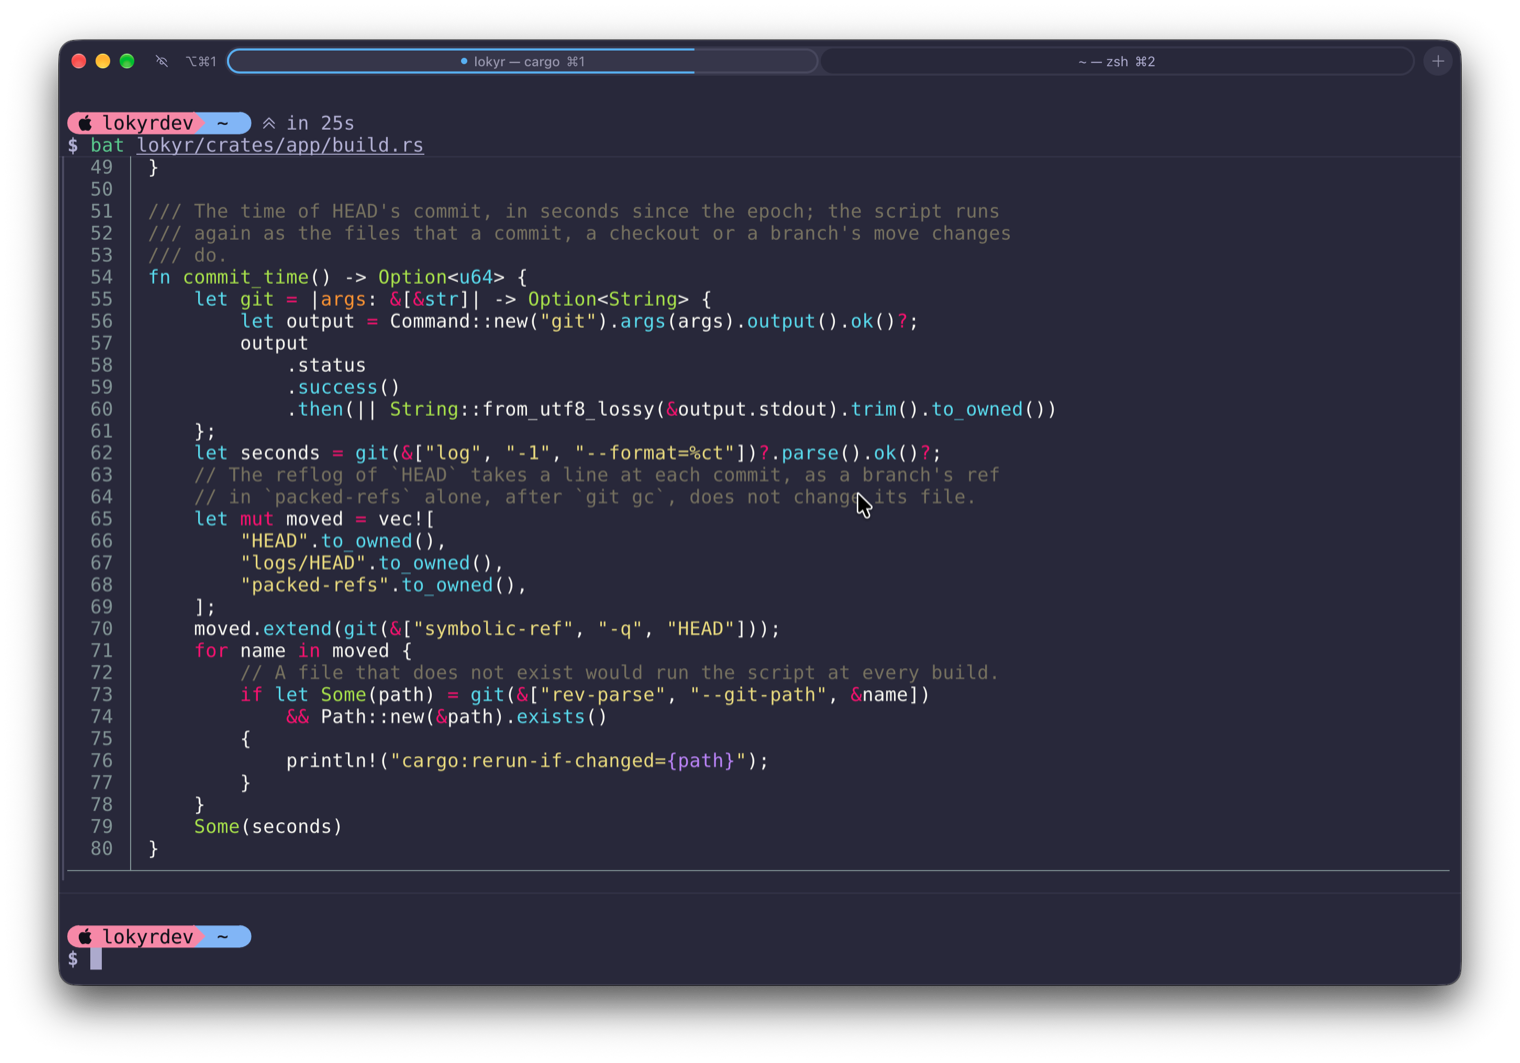 ⌥⌘1 lokyr — cargo ⌘1 ~ — zsh ⌘2 +
lokyrdev ~ in 25s
$ bat lokyr/crates/app/build.rs
49 }
50
51 /// The time of HEAD's commit, in seconds since the epoch; the script runs
52 /// again as the files that a commit, a checkout or a branch's move changes
53 /// do.
54 fn commit_time() -> Option<u64> {
55     let git = |args: &[&str]| -> Option<String> {
56         let output = Command::new("git").args(args).output().ok()?;
57         output
58             .status
59             .success()
60             .then(|| String::from_utf8_lossy(&output.stdout).trim().to_owned())
61     };
62     let seconds = git(&["log", "-1", "--format=%ct"])?.parse().ok()?;
63     // The reflog of `HEAD` takes a line at each commit, as a branch's ref
64     // in `packed-refs` alone, after `git gc`, does not change its file.
65     let mut moved = vec![
66         "HEAD".to_owned(),
67         "logs/HEAD".to_owned(),
68         "packed-refs".to_owned(),
69     ];
70     moved.extend(git(&["symbolic-ref", "-q", "HEAD"]));
71     for name in moved {
72         // A file that does not exist would run the script at every build.
73         if let Some(path) = git(&["rev-parse", "--git-path", &name])
74             && Path::new(&path).exists()
75         {
76             println!("cargo:rerun-if-changed={path}");
77         }
78     }
79     Some(seconds)
80 }
lokyrdev ~
$